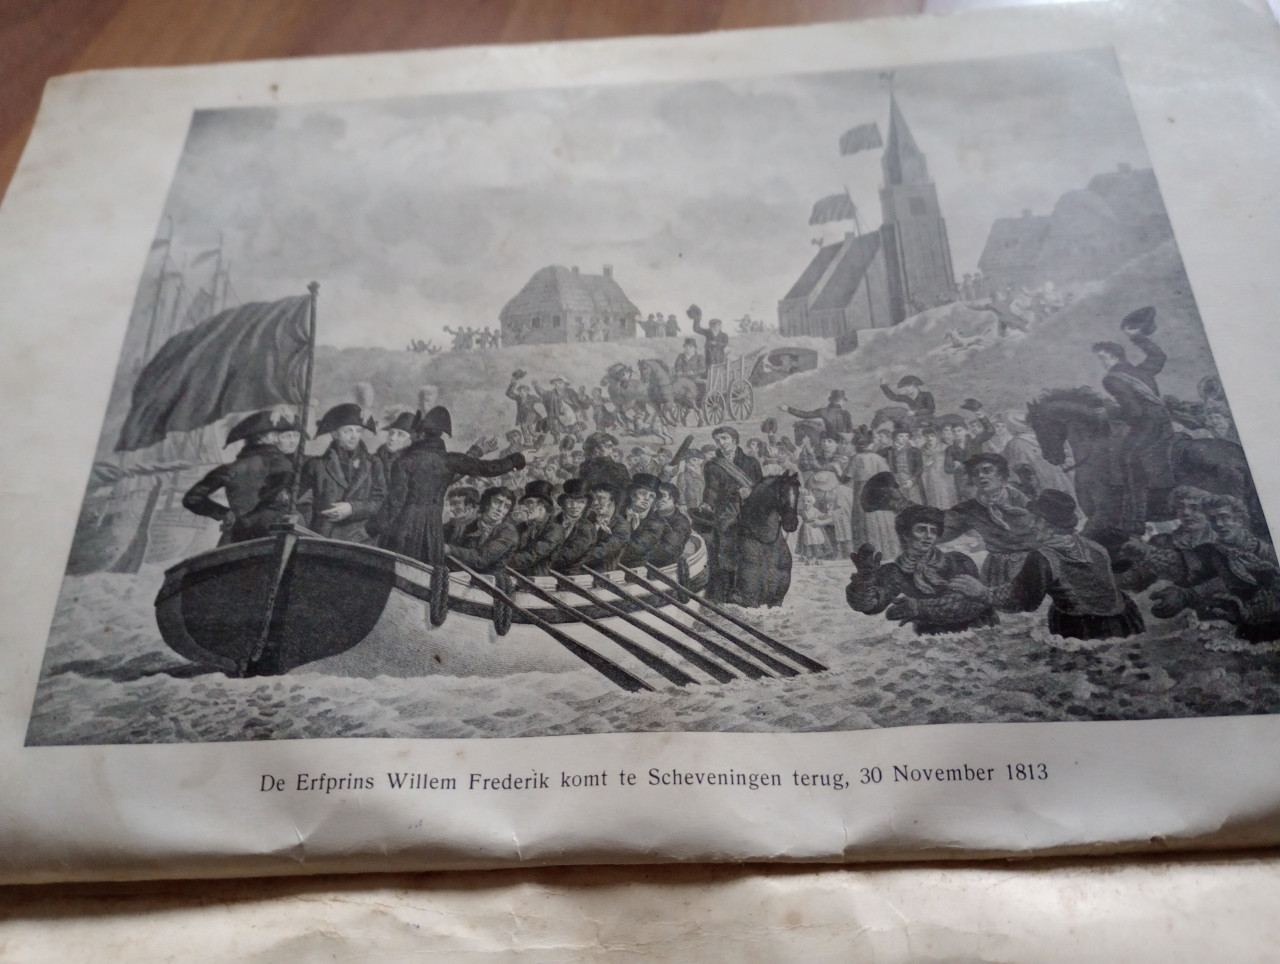 De Erfprins Willem Frederik komt te Scheveningen terug, 30 November 1813